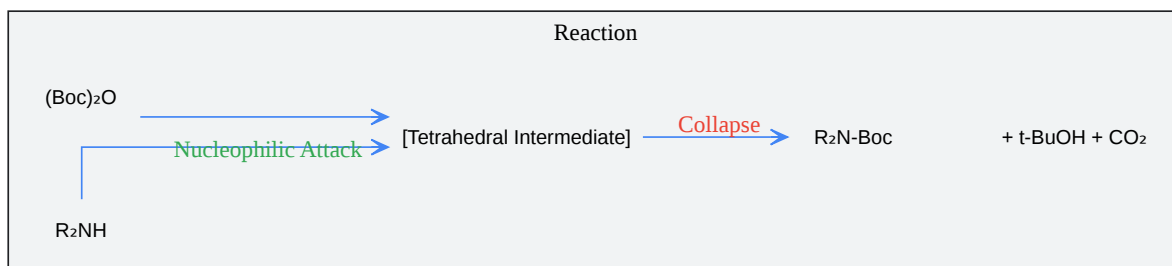 Reaction
(Boc)₂O
Nucleophilic Attack
[Tetrahedral Intermediate]
Collapse
R₂N-Boc
+ t-BuOH + CO₂
R₂NH